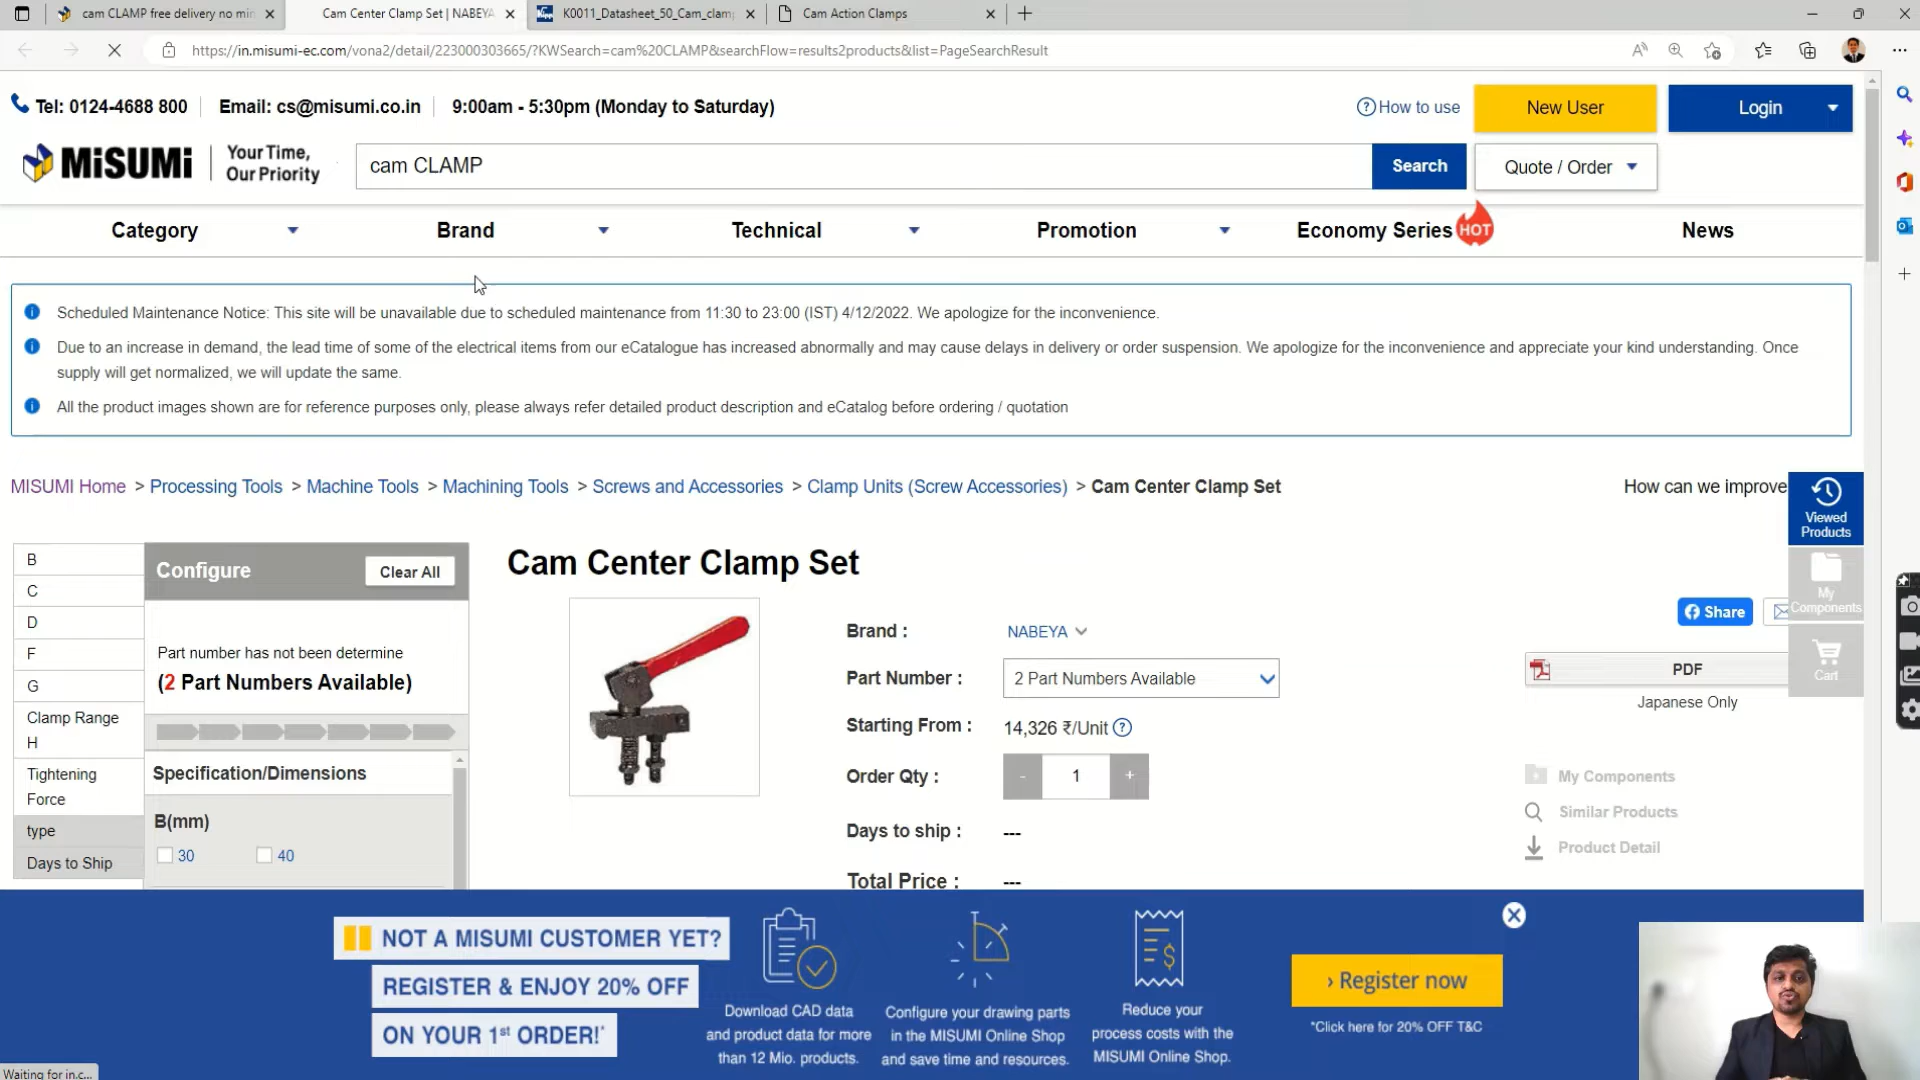 cam CLAMP free delivery no min
Cam Center Clamp Set | NABEYA
K0011_Datasheet_50_Cam_clamp
Cam Action Clamps
https://in.misumi-ec.com/vona2/detail/223000303665/?KWSearch=cam%20CLAMP&searchFlow=results2products&list=PageSearchResult
Tel: 0124-4688 800
Email: cs@misumi.co.in
9:00am - 5:30pm (Monday to Saturday)
How to use
New User
Login
MiSUMi
Your Time,
Our Priority
cam CLAMP
Search
Quote / Order
Category
Brand
Technical
Promotion
Economy Series
HOT
News
Scheduled Maintenance Notice: This site will be unavailable due to scheduled maintenance from 11:30 to 23:00 (IST) 4/12/2022. We apologize for the inconvenience.
Due to an increase in demand, the lead time of some of the electrical items from our eCatalogue has increased abnormally and may cause delays in delivery or order suspension. We apologize for the inconvenience and appreciate your kind understanding. Once
supply will get normalized, we will update the same.
All the product images shown are for reference purposes only, please always refer detailed product description and eCatalog before ordering / quotation
MISUMI Home > Processing Tools > Machine Tools > Machining Tools > Screws and Accessories > Clamp Units (Screw Accessories) > Cam Center Clamp Set
How can we improve
Viewed
Products
My
Components
Cart
B
C
D
F
G
Clamp Range
H
Tightening
Force
type
Days to Ship
Configure
Clear All
Part number has not been determine
(2 Part Numbers Available)
Specification/Dimensions
B(mm)
30
40
Cam Center Clamp Set
Brand :
NABEYA
Part Number :
2 Part Numbers Available
Starting From :
14,326 ₹/Unit
Order Qty :
- 1 +
Days to ship :
---
Total Price :
---
Share
PDF
Japanese Only
My Components
Similar Products
Product Detail
NOT A MISUMI CUSTOMER YET?
REGISTER & ENJOY 20% OFF
ON YOUR 1st ORDER!*
Download CAD data
and product data for more
than 12 Mio. products.
Configure your drawing parts
in the MISUMI Online Shop
and save time and resources.
Reduce your
process costs with the
MISUMI Online Shop.
› Register now
*Click here for 20% OFF T&C
Waiting for in.c...